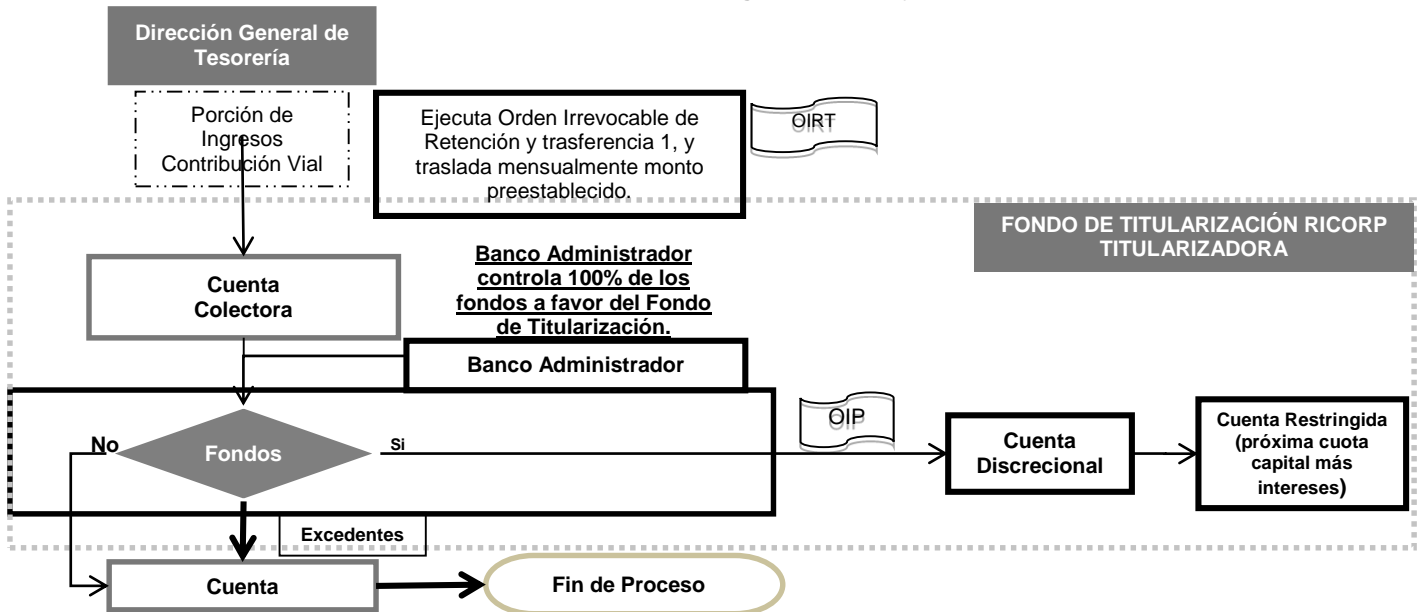 Dirección General de
Tesorería
Porción de
Ingresos
Contribución Vial
Ejecuta Orden Irrevocable de
Retención y trasferencia 1, y
traslada mensualmente monto
preestablecido.
OIRT
FONDO DE TITULARIZACIÓN RICORP
TITULARIZADORA
Cuenta
Colectora
Banco Administrador
controla 100% de los
fondos a favor del Fondo
de Titularización.
Banco Administrador
No
Fondos
Si
OIP
Cuenta
Discrecional
Cuenta Restringida
(próxima cuota
capital más
intereses)
Excedentes
Cuenta
Fin de Proceso